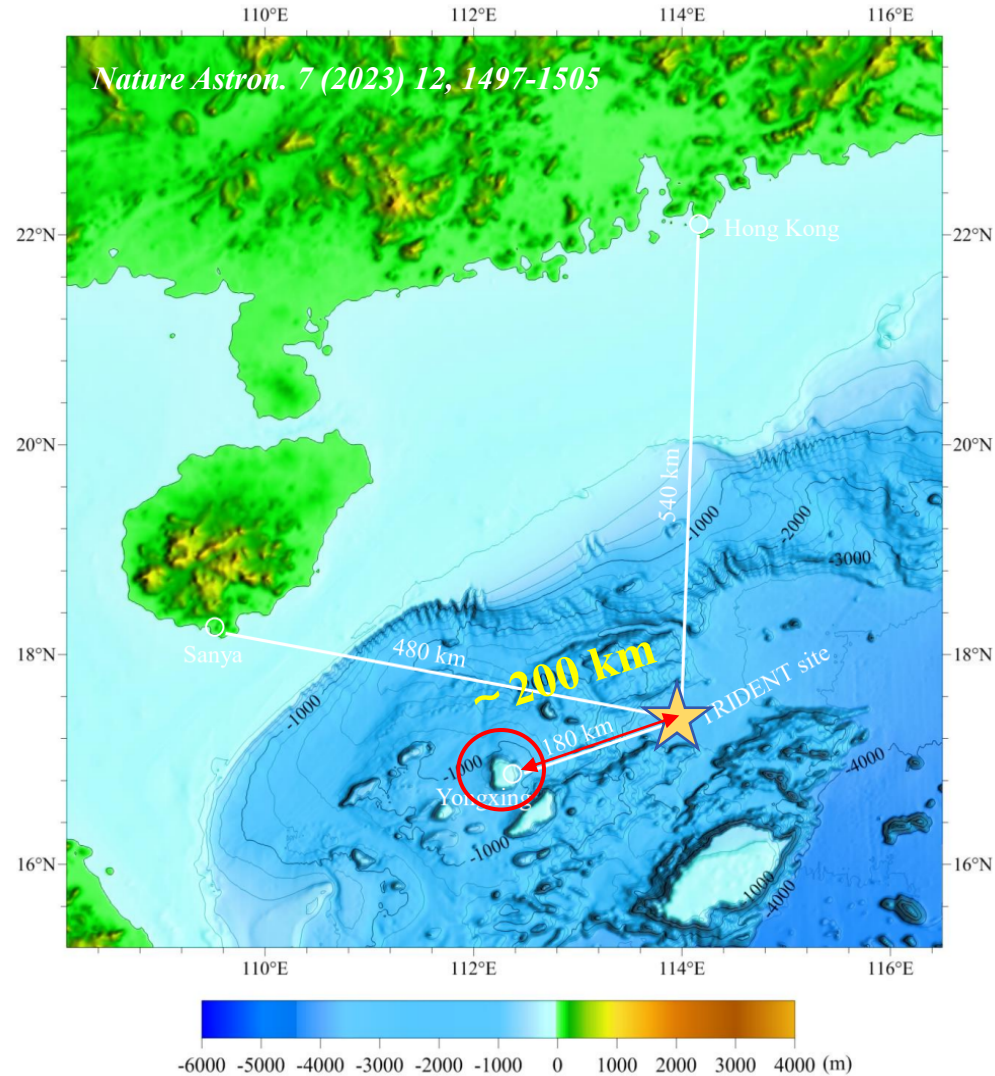 110°E 112°E 114°E 116°E
Nature Astron. 7 (2023) 12, 1497-1505
22°N 22°N
Hong Kong
20°N 20°N
540 km
-1000
-2000
-3000
18°N 18°N
Sanya
480 km
~ 200 km
TRIDENT site
-1000
180 km
-1000
Yongxing
-4000
-1000
16°N 16°N
-1000
-4000
110°E 112°E 114°E 116°E
-6000 -5000 -4000 -3000 -2000 -1000 0 1000 2000 3000 4000 (m)